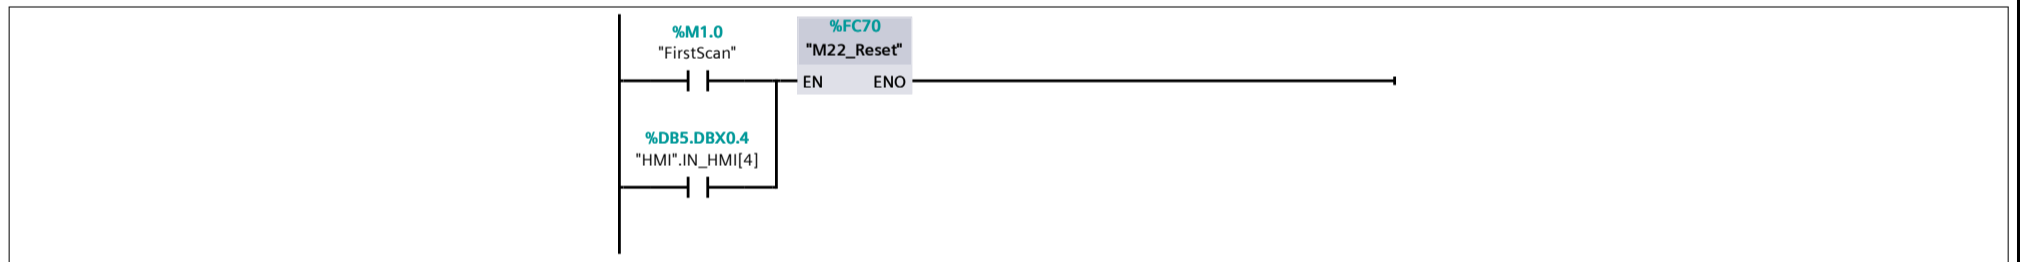 %M1.0
"FirstScan"
%FC70
"M22_Reset"
EN ENO
%DB5.DBX0.4
"HMI".IN_HMI[4]